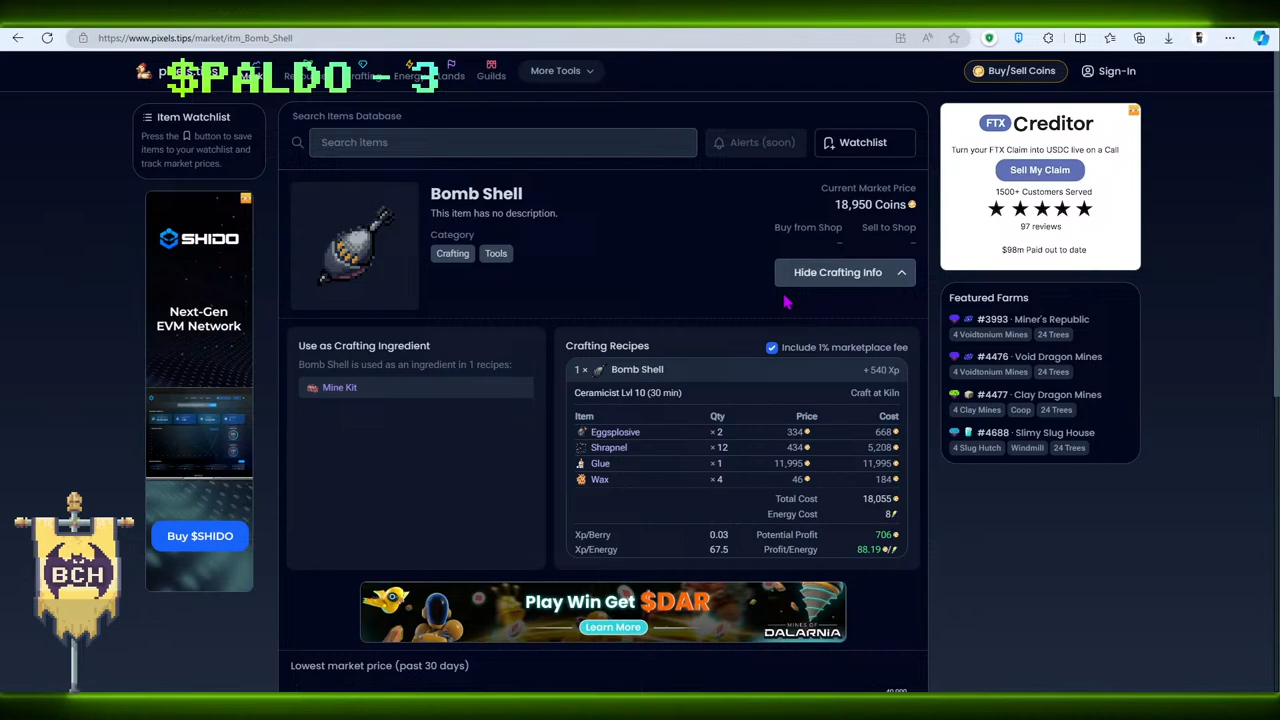 https://www.pixels.tips/market/itm_Bomb_Shell
$PALDO - 3
Lands
Guilds
More Tools
Buy/Sell Coins
Sign-In
Item Watchlist
Press the button to save
items to your watchlist and
track market prices.
SHIDO
Next-Gen
EVM Network
Buy $SHIDO
BCH
Search Items Database
Search Items
Alerts (soon)
Watchlist
Bomb Shell
This item has no description.
Category
Crafting
Tools
Current Market Price
18,950 Coins
Buy from Shop
Sell to Shop
–
–
Hide Crafting Info
Use as Crafting Ingredient
Bomb Shell is used as an ingredient in 1 recipes:
Mine Kit
Crafting Recipes
Include 1% marketplace fee
1 × Bomb Shell + 540 Xp
Ceramicist Lvl 10 (30 min) Craft at Kiln
Item Qty Price Cost
Eggsplosive × 2 334 668
Shrapnel × 12 434 5,208
Glue × 1 11,995 11,995
Wax × 4 46 184
Total Cost 18,055
Energy Cost 8
Xp/Berry 0.03 Potential Profit 706
Xp/Energy 67.5 Profit/Energy 88.19 /
Play Win Get $DAR
Learn More
MINES OF
DALARNIA
Lowest market price (past 30 days)
FTX Creditor
Turn your FTX Claim into USDC live on a Call
Sell My Claim
1500+ Customers Served
97 reviews
$98m Paid out to date
Featured Farms
#3993 · Miner's Republic
4 Voidtonium Mines 24 Trees
#4476 · Void Dragon Mines
4 Voidtonium Mines 24 Trees
#4477 · Clay Dragon Mines
4 Clay Mines Coop 24 Trees
#4688 · Slimy Slug House
4 Slug Hutch Windmill 24 Trees